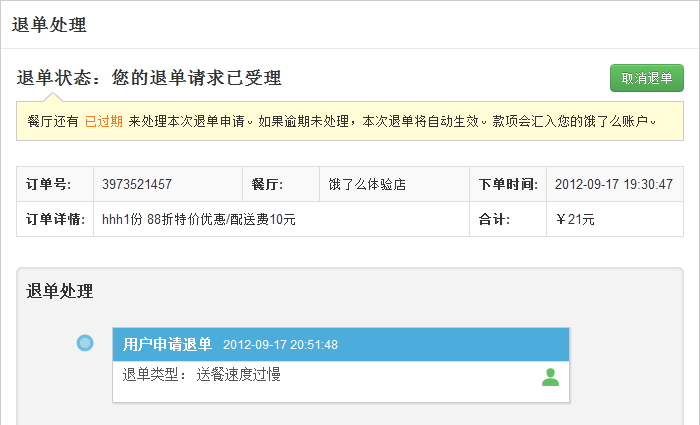 退单处理
退单状态：您的退单请求已受理
取消退单
餐厅还有 已过期 来处理本次退单申请。如果逾期未处理，本次退单将自动生效。款项会汇入您的饿了么账户。
订单号: 3973521457 餐厅: 饿了么体验店 下单时间: 2012-09-17 19:30:47
订单详情: hhh1份 88折特价优惠/配送费10元 合计: ￥21元
退单处理
用户申请退单 2012-09-17 20:51:48
退单类型： 送餐速度过慢